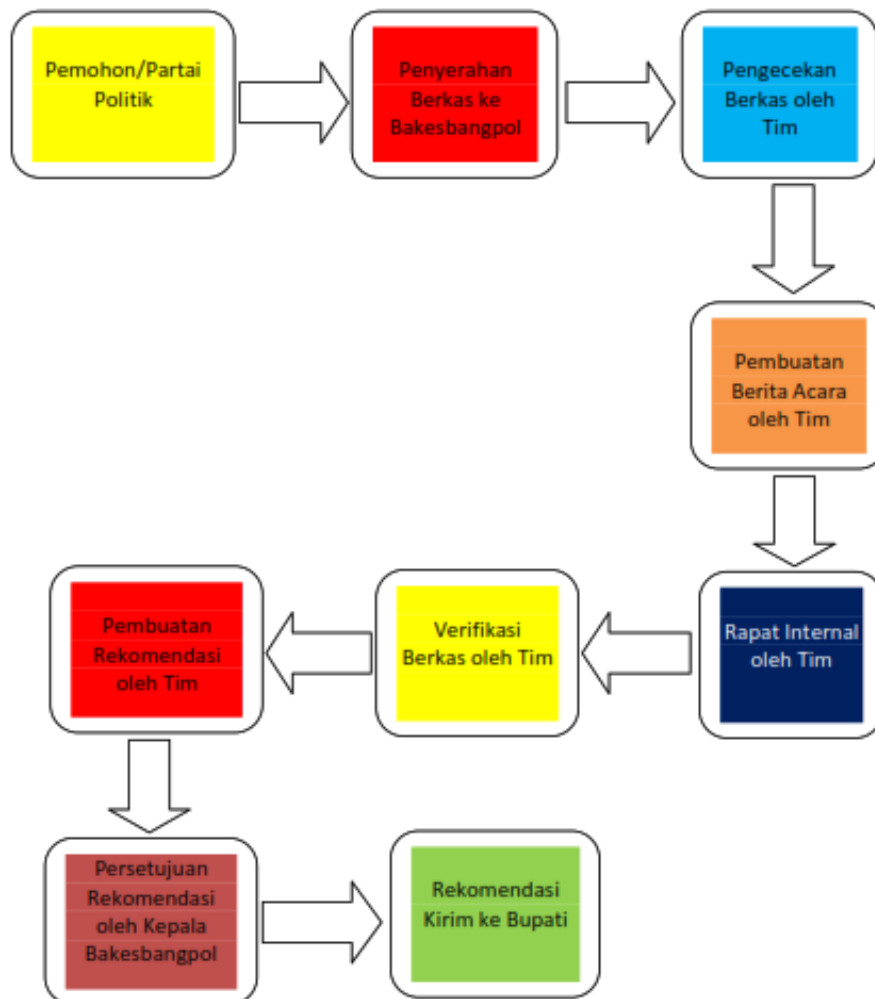 Pemohon/Partai
Politik
Penyerahan
Berkas ke
Bakesbangpol
Pengecekan
Berkas oleh
Tim
Pembuatan
Berita Acara
oleh Tim
Rapat Internal
oleh Tim
Verifikasi
Berkas oleh Tim
Pembuatan
Rekomendasi
oleh Tim
Persetujuan
Rekomendasi
oleh Kepala
Bakesbangpol
Rekomendasi
Kirim ke Bupati